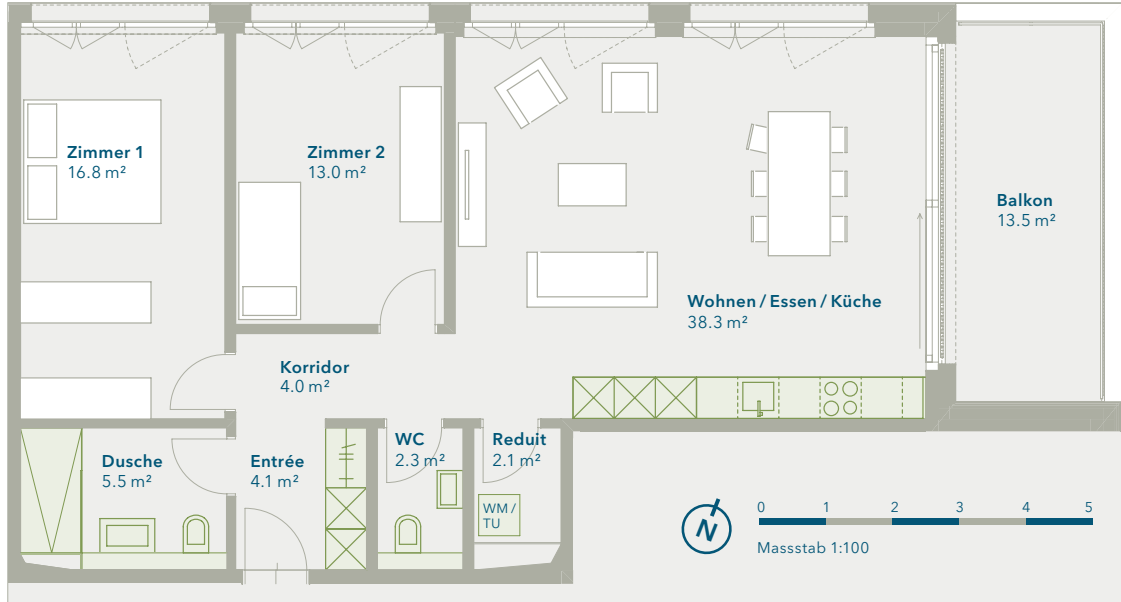 Zimmer 1
16.8 m²
Zimmer 2
13.0 m²
Balkon
13.5 m²
Wohnen / Essen / Küche
38.3 m²
Korridor
4.0 m²
Dusche
5.5 m²
Entrée
4.1 m²
WC
2.3 m²
Reduit
2.1 m²
WM /
TU
N
0 1 2 3 4 5
Massstab 1:100